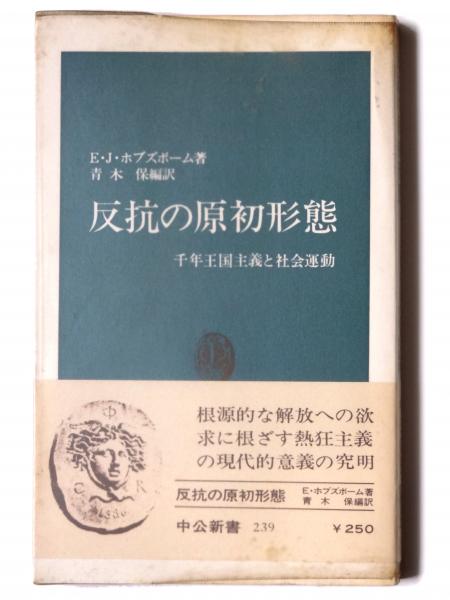 E・J・ホブズボーム著
青木 保編訳
反抗の原初形態
千年王国主義と社会運動
根源的な解放への欲
求に根ざす熱狂主義
の現代的意義の究明
反抗の原初形態 E・ホブズボーム著
青木 保編訳
中公新書 239 ￥250